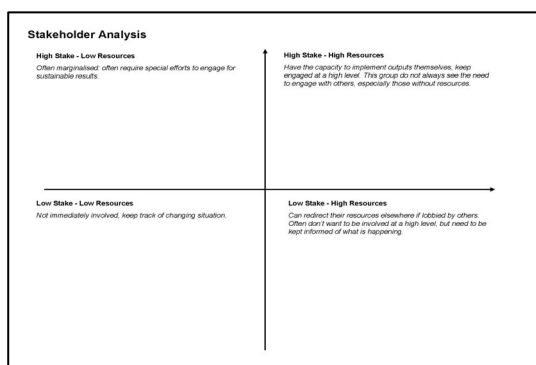 Stakeholder Analysis
High Stake - Low Resources
Often marginalised: often require special efforts to engage for
sustainable results.
High Stake - High Resources
Have the capacity to implement outputs themselves, keep
engaged at a high level. This group do not always see the need
to engage with others, especially those without resources.
Low Stake - Low Resources
Not immediately involved, keep track of changing situation.
Low Stake - High Resources
Can redirect their resources elsewhere if lobbied by others.
Often don't want to be involved at a high level, but need to be
kept informed of what is happening.